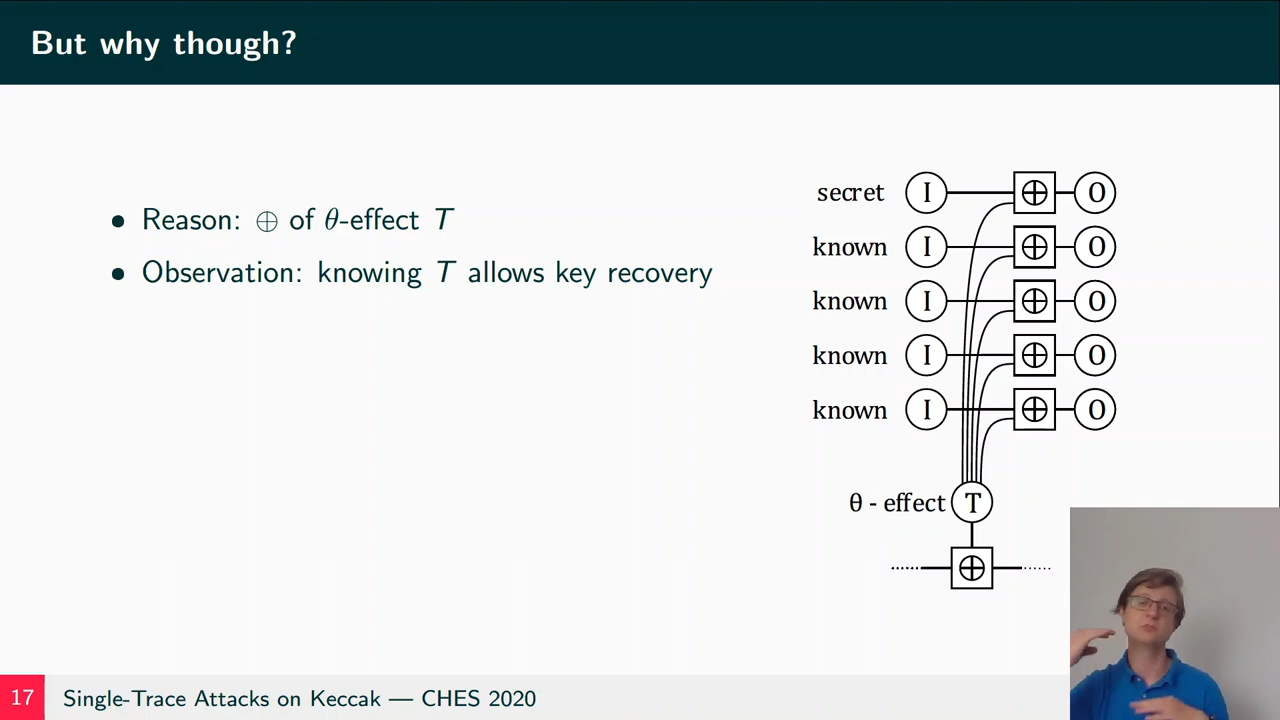 But why though?
• Reason: ⊕ of θ-effect T
• Observation: knowing T allows key recovery
secret I ⊕ O
known I ⊕ O
known I ⊕ O
known I ⊕ O
known I ⊕ O
θ - effect T
⊕
17 Single-Trace Attacks on Keccak — CHES 2020